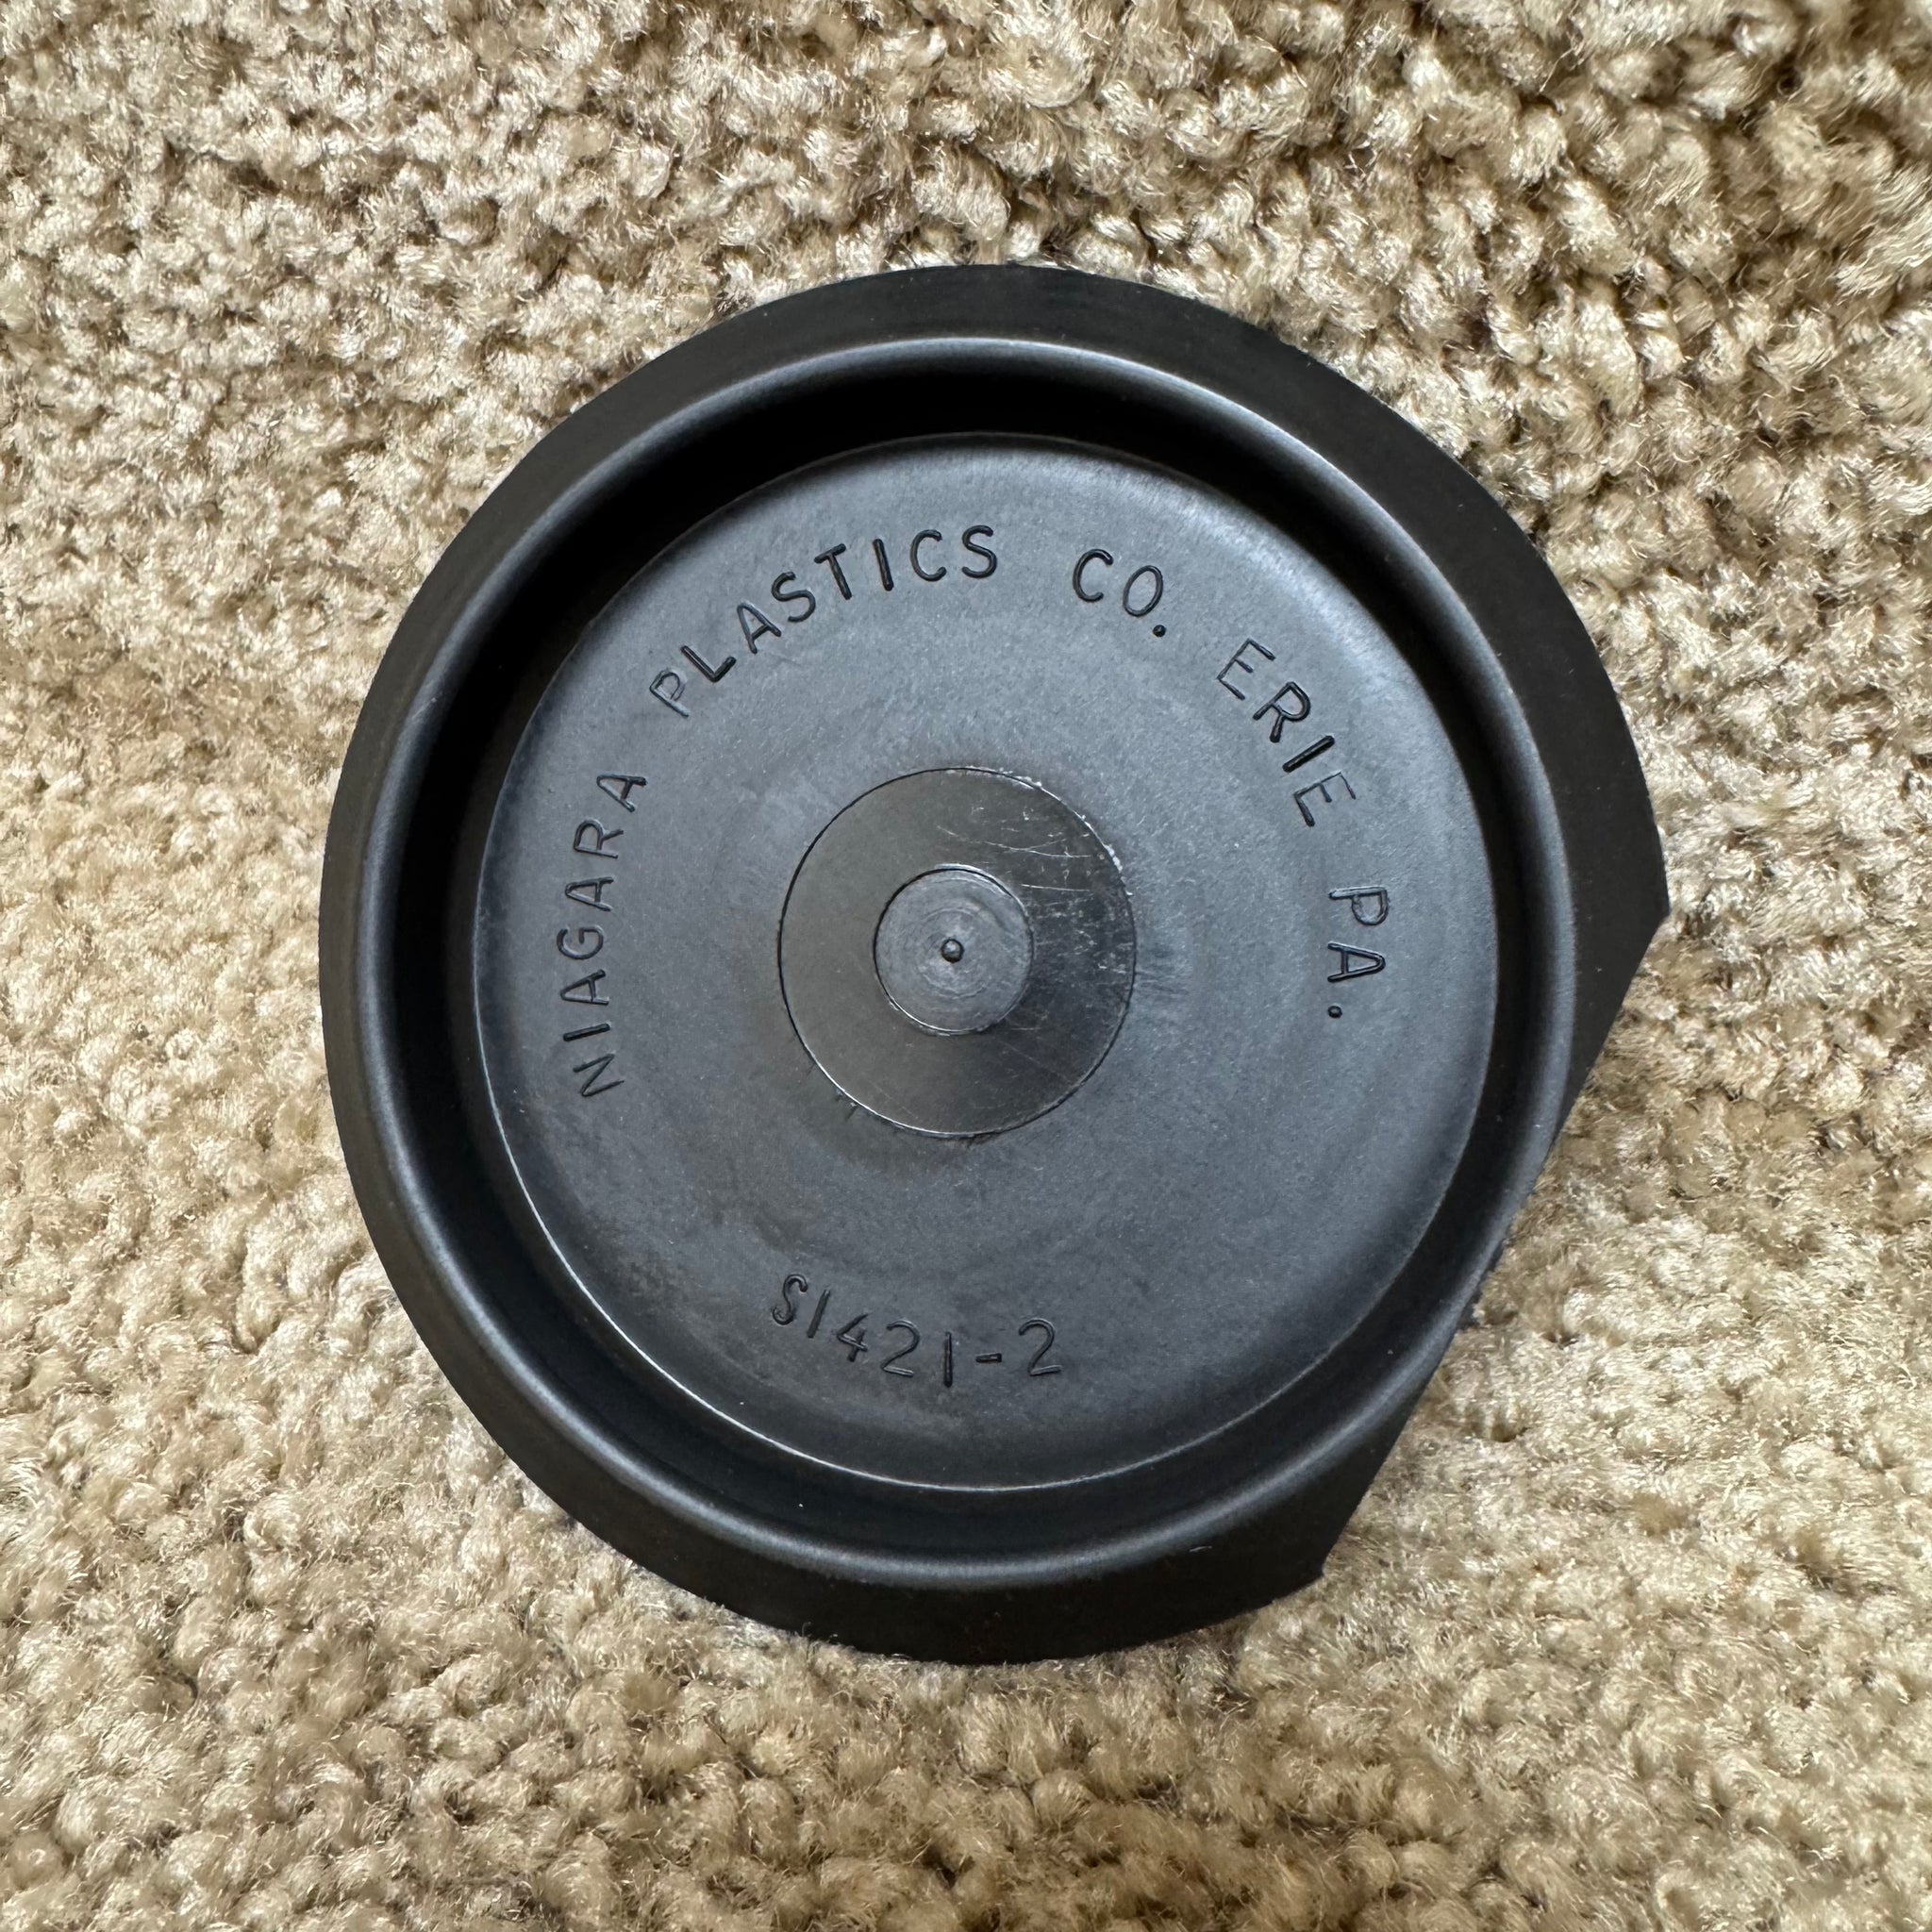 NIAGARA PLASTICS CO. ERIE PA.
S1421-2